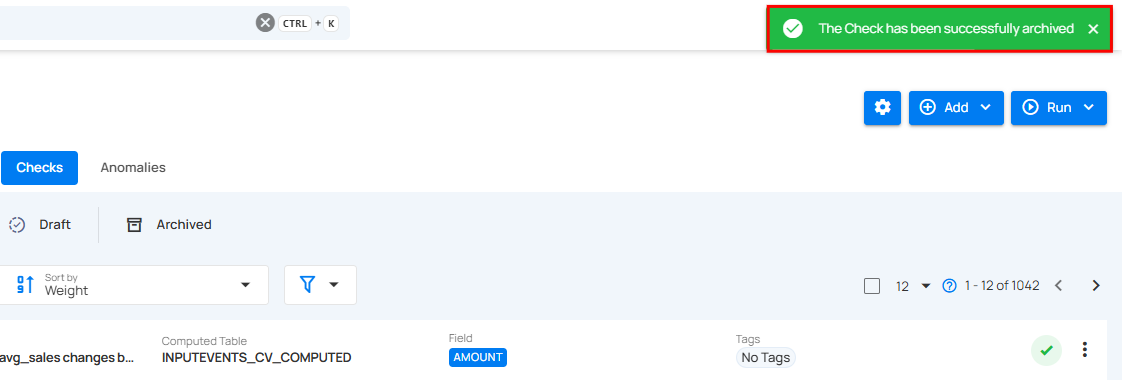 CTRL + K
The Check has been successfully archived
Add
Run
Checks
Anomalies
Draft
Archived
Sort by
Weight
12
1 - 12 of 1042
avg_sales changes b...
Computed Table
INPUTEVENTS_CV_COMPUTED
Field
AMOUNT
Tags
No Tags